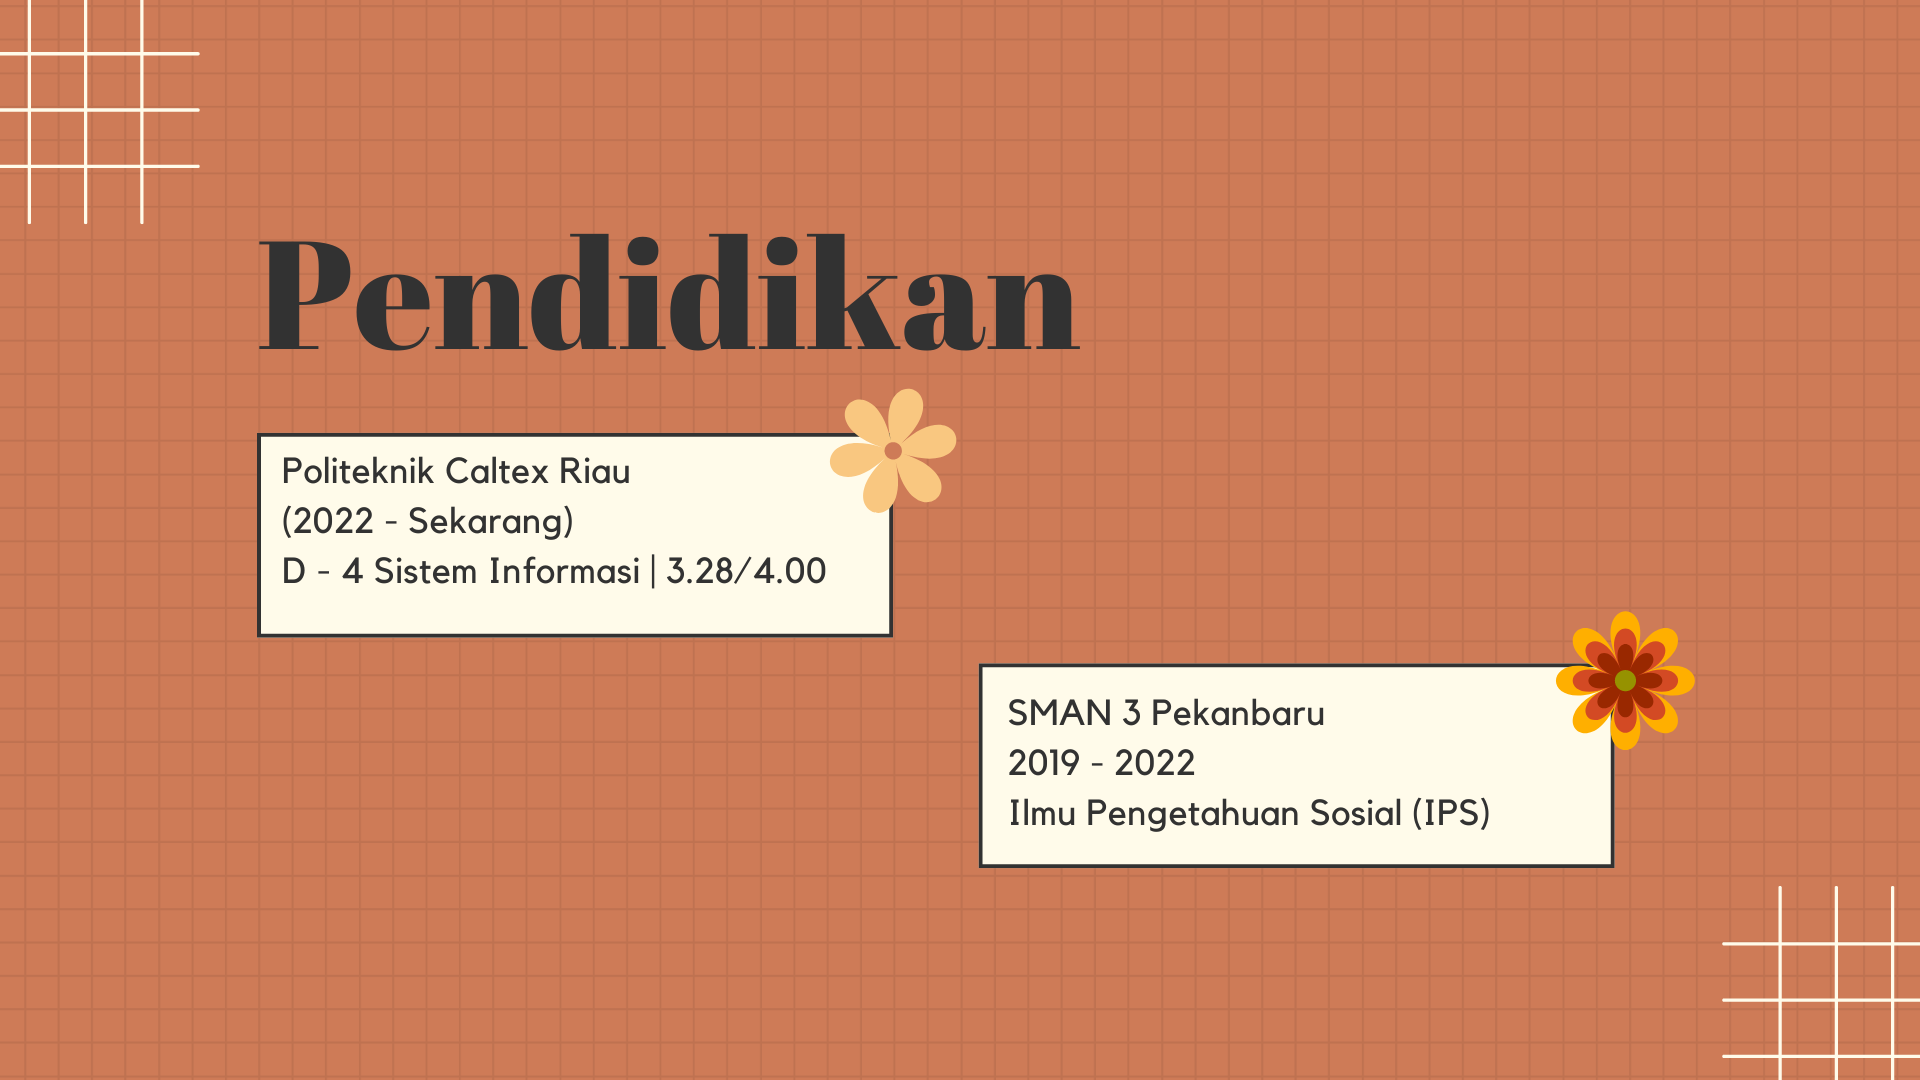 Pendidikan
Politeknik Caltex Riau
(2022 - Sekarang)
D - 4 Sistem Informasi | 3.28/4.00
SMAN 3 Pekanbaru
2019 - 2022
Ilmu Pengetahuan Sosial (IPS)